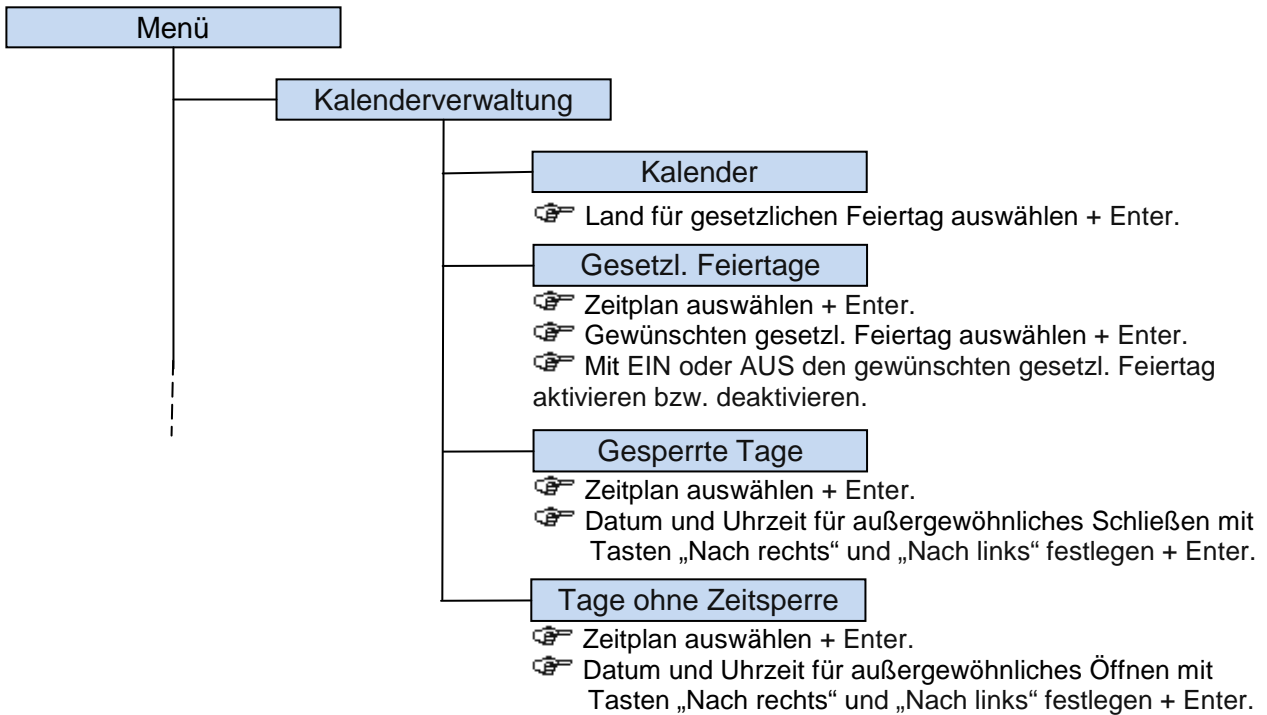 Menü
Kalenderverwaltung
Kalender
Land für gesetzlichen Feiertag auswählen + Enter.
Gesetzl. Feiertage
Zeitplan auswählen + Enter.
Gewünschten gesetzl. Feiertag auswählen + Enter.
Mit EIN oder AUS den gewünschten gesetzl. Feiertag
aktivieren bzw. deaktivieren.
Gesperrte Tage
Zeitplan auswählen + Enter.
Datum und Uhrzeit für außergewöhnliches Schließen mit
Tasten „Nach rechts“ und „Nach links“ festlegen + Enter.
Tage ohne Zeitsperre
Zeitplan auswählen + Enter.
Datum und Uhrzeit für außergewöhnliches Öffnen mit
Tasten „Nach rechts“ und „Nach links“ festlegen + Enter.